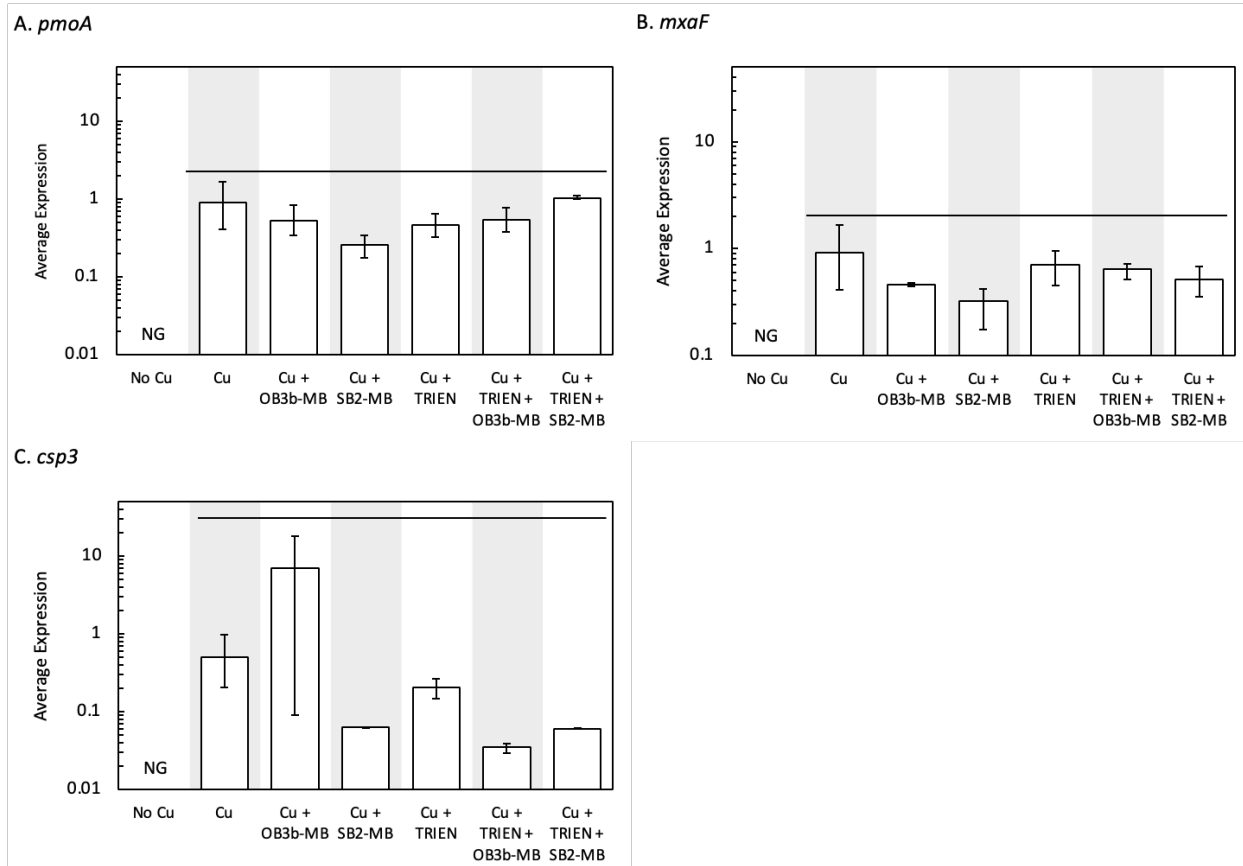 A. pmoA
Average Expression
10
1
0.1
0.01
NG
No Cu
Cu
Cu +
OB3b-MB
Cu +
SB2-MB
Cu +
TRIEN
Cu +
TRIEN +
OB3b-MB
Cu +
TRIEN +
SB2-MB
B. mxaF
Average Expression
10
1
0.1
NG
No Cu
Cu
Cu +
OB3b-MB
Cu +
SB2-MB
Cu +
TRIEN
Cu +
TRIEN +
OB3b-MB
Cu +
TRIEN +
SB2-MB
C. csp3
Average Expression
10
1
0.1
0.01
NG
No Cu
Cu
Cu +
OB3b-MB
Cu +
SB2-MB
Cu +
TRIEN
Cu +
TRIEN +
OB3b-MB
Cu +
TRIEN +
SB2-MB